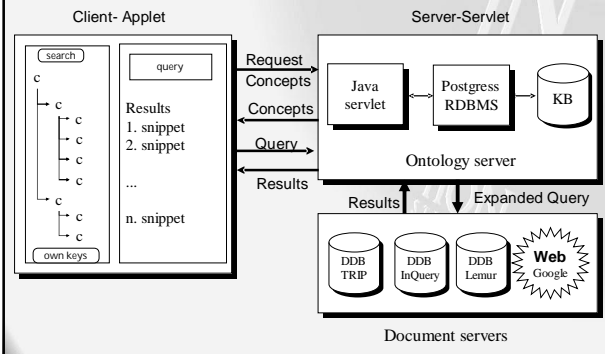 Client- Applet
Server-Servlet
search
c
c
c
c
c
c
c
c
c
own keys
query
Results
1. snippet
2. snippet
...
n. snippet
Request
Concepts
Concepts
Query
Results
Java
servlet
Postgress
RDBMS
KB
Ontology server
Results
Expanded Query
DDB
TRIP
DDB
InQuery
DDB
Lemur
Web
Google
Document servers